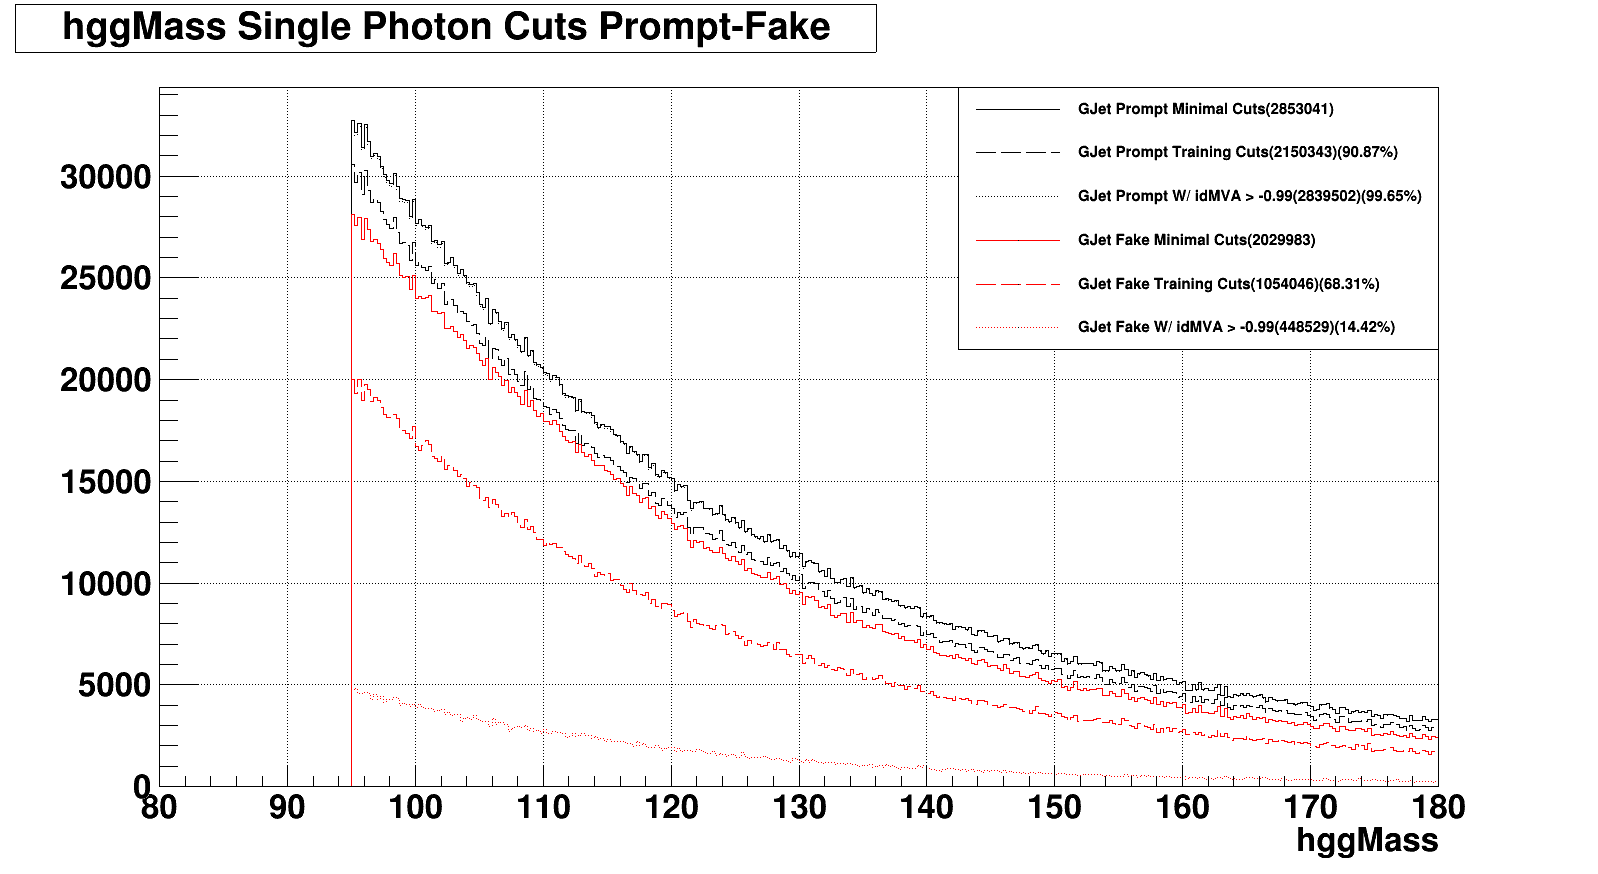 hggMass Single Photon Cuts Prompt-Fake
GJet Prompt Minimal Cuts(2853041)
GJet Prompt Training Cuts(2150343)(90.87%)
GJet Prompt W/ idMVA > -0.99(2839502)(99.65%)
GJet Fake Minimal Cuts(2029983)
GJet Fake Training Cuts(1054046)(68.31%)
GJet Fake W/ idMVA > -0.99(448529)(14.42%)
30000
25000
20000
15000
10000
5000
0
80 90 100 110 120 130 140 150 160 170 180
hggMass